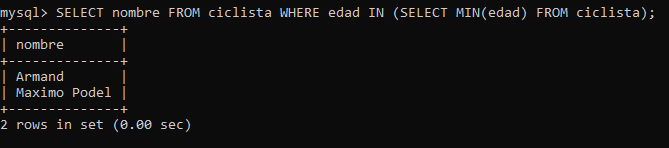 mysql> SELECT nombre FROM ciclista WHERE edad IN (SELECT MIN(edad) FROM ciclista);
+--------------+
| nombre       |
+--------------+
| Armand       |
| Maximo Podel |
+--------------+
2 rows in set (0.00 sec)